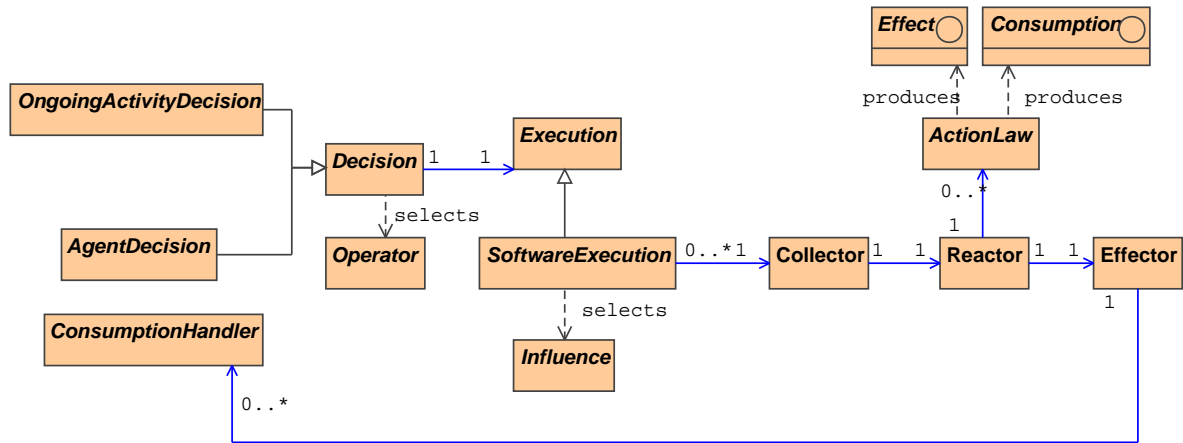 Effect
Consumption
produces
produces
OngoingActivityDecision
Execution
ActionLaw
Decision
1
1
0..*
selects
1
AgentDecision
Operator
SoftwareExecution
0..*
1
Collector
1
1
Reactor
1
1
Effector
selects
1
ConsumptionHandler
Influence
0..*